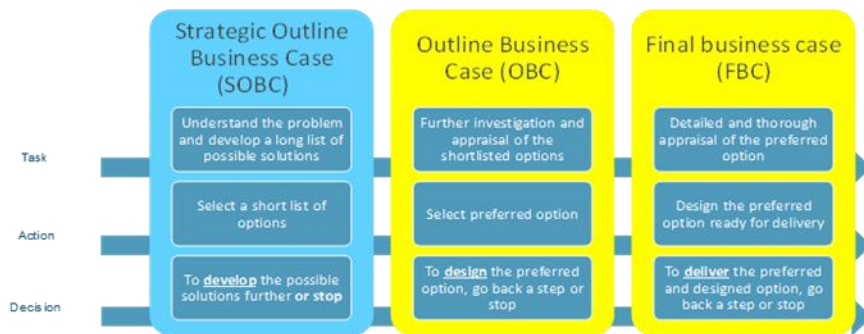 Strategic Outline
Business Case
(SOBC)
Outline Business
Case (OBC)
Final business case
(FBC)
Task
Understand the problem
and develop a long list of
possible solutions
Further investigation and
appraisal of the
shortlisted options
Detailed and thorough
appraisal of the preferred
option
Action
Select a short list of
options
Select preferred option
Design the preferred
option ready for delivery
Decision
To develop the possible
solutions further or stop
To design the preferred
option, go back a step or
stop
To deliver the preferred
and designed option, go
back a step or stop